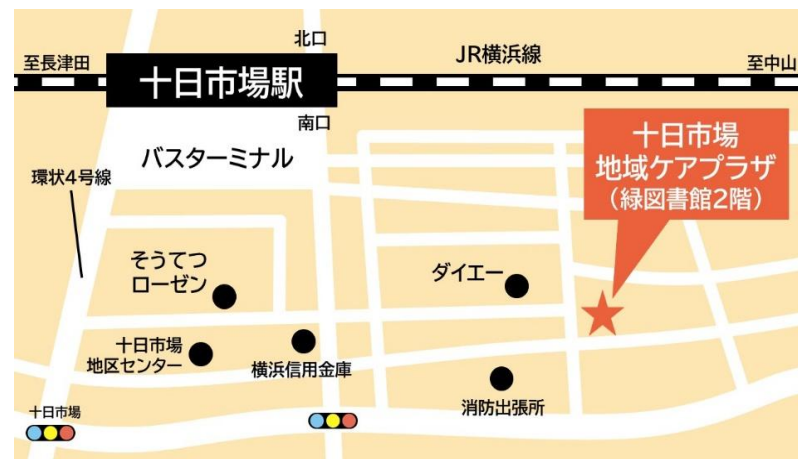 北口
JR横浜線
至長津田
十日市場駅
至中山
南口
バスターミナル
十日市場
地域ケアプラザ
（緑図書館2階）
環状4号線
そうてつ
ローゼン
ダイエー
十日市場
地区センター
横浜信用金庫
消防出張所
十日市場